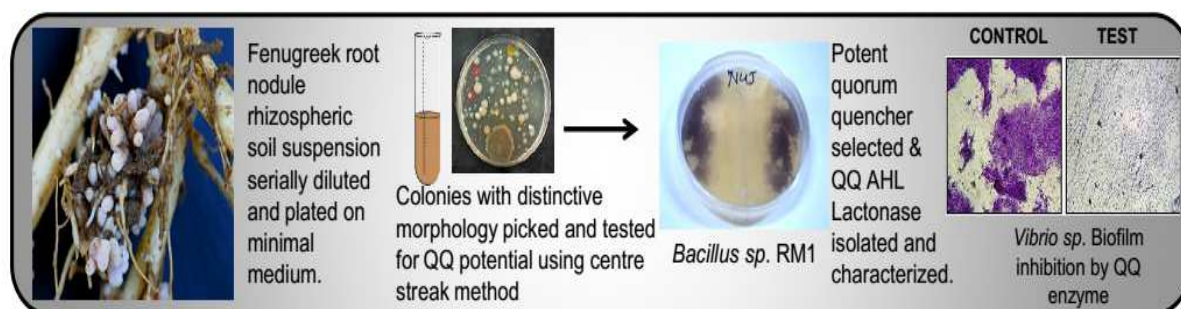 Fenugreek root
nodule
rhizospheric
soil suspension
serially diluted
and plated on
minimal
medium.
Colonies with distinctive
morphology picked and tested
for QQ potential using centre
streak method
Bacillus sp. RM1
Potent
quorum
quencher
selected &
QQ AHL
Lactonase
isolated and
characterized.
CONTROL TEST
Vibrio sp. Biofilm
inhibition by QQ
enzyme